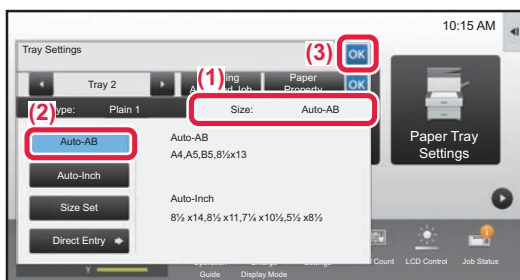 10:15 AM
Tray Settings
(3)
OK
Tray 2
(1)
Paper
Property
OK
(2)
Type: Plain 1
Size: Auto-AB
Auto-AB
Auto-AB
A4,A5,B5,8½x13
Auto-Inch
Size Set
Auto-Inch
8½ x14,8½ x11,7¼ x10½,5½ x8½
Direct Entry
Paper Tray
Settings
Y
Guide
Display Mode
Count
LCD Control
Job Status